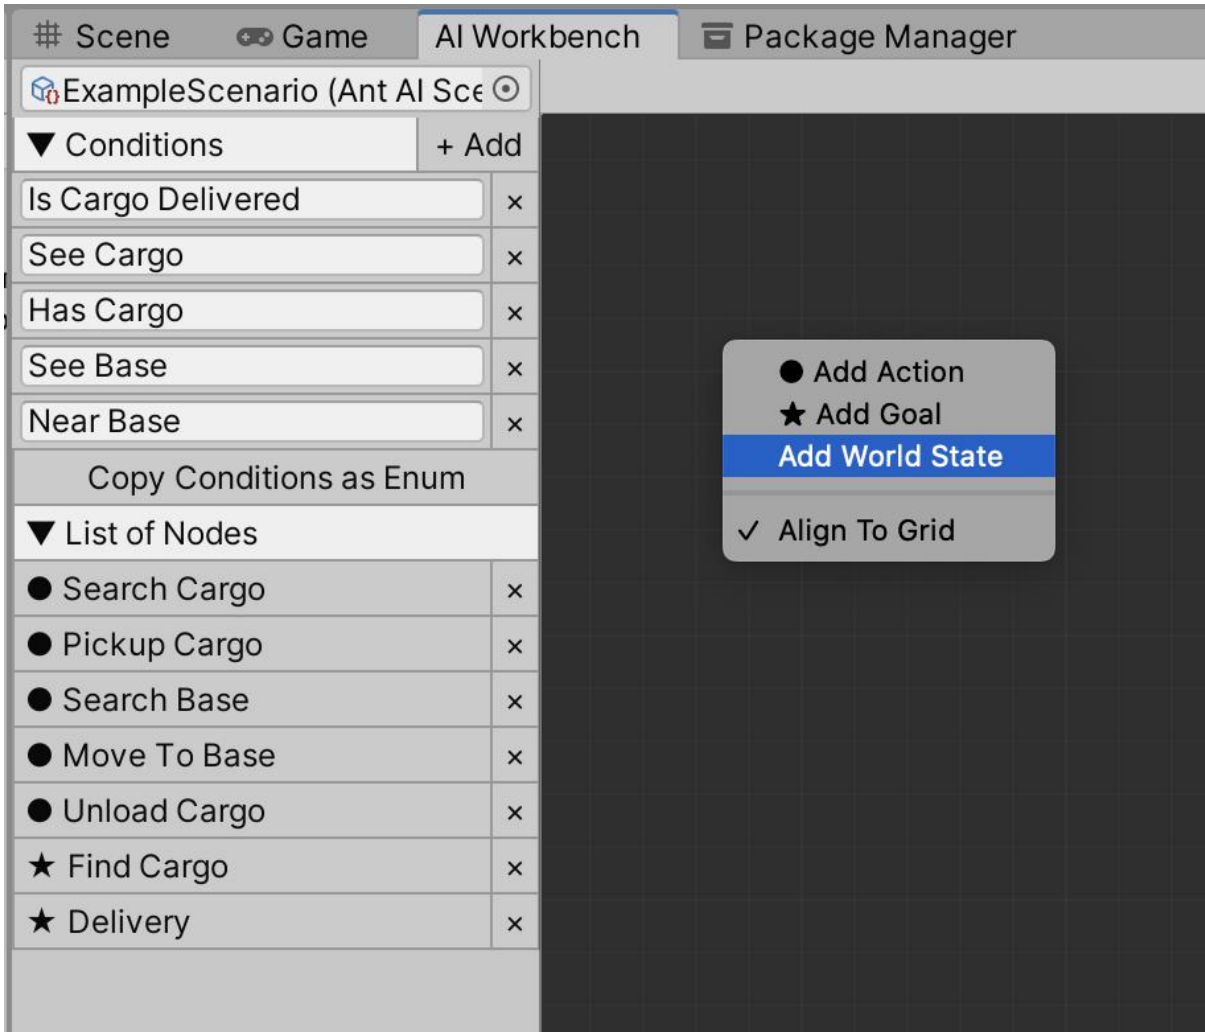 Scene Game AI Workbench Package Manager
ExampleScenario (Ant AI Sce
▼ Conditions + Add
Is Cargo Delivered ×
See Cargo ×
Has Cargo ×
See Base ×
Near Base ×
Copy Conditions as Enum
▼ List of Nodes
● Search Cargo ×
● Pickup Cargo ×
● Search Base ×
● Move To Base ×
● Unload Cargo ×
★ Find Cargo ×
★ Delivery ×
● Add Action
★ Add Goal
Add World State
✓ Align To Grid